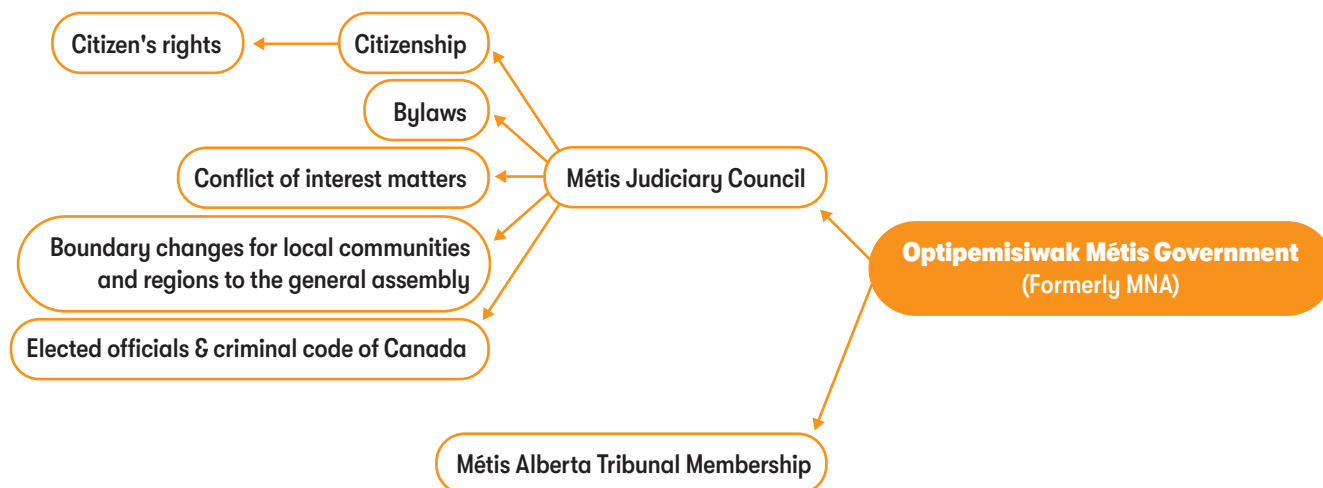 Citizen's rights
Citizenship
Bylaws
Conflict of interest matters
Métis Judiciary Council
Boundary changes for local communities
and regions to the general assembly
Optipemisiwak Métis Government
(Formerly MNA)
Elected officials & criminal code of Canada
Métis Alberta Tribunal Membership